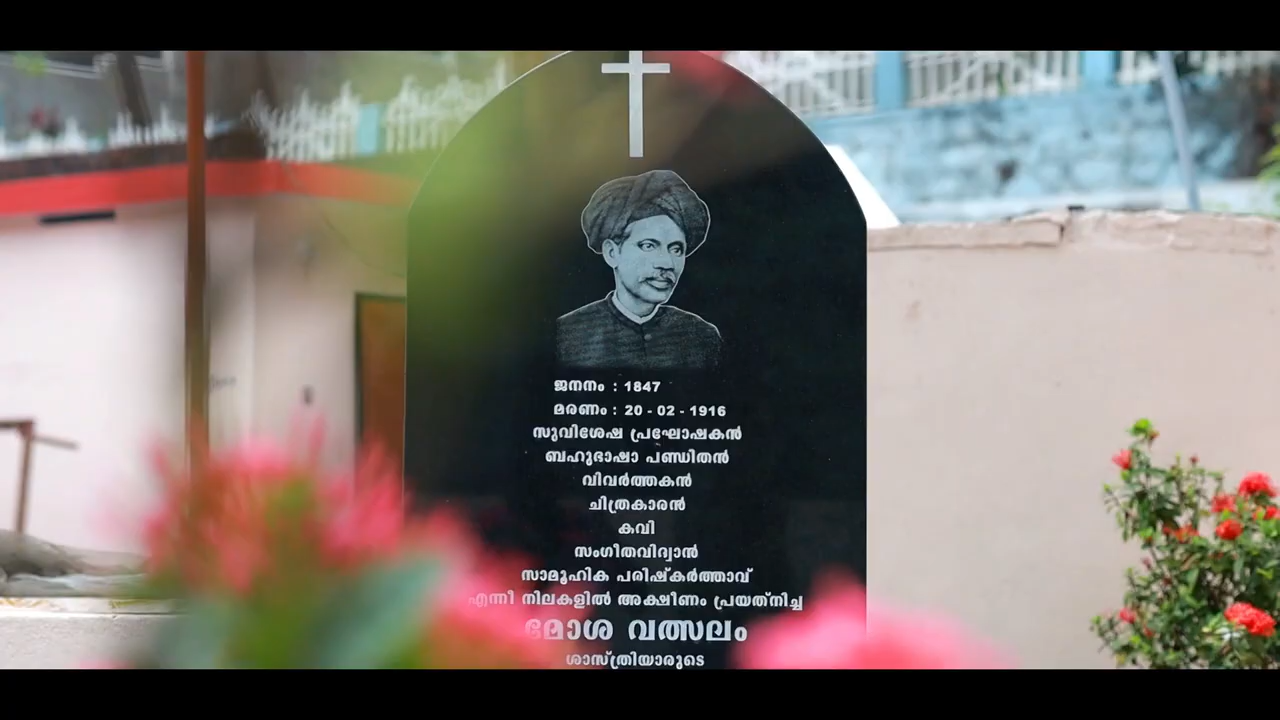 ജനനം : 1847
മരണം : 20 - 02 - 1916
സുവിശേഷ പ്രഘോഷകൻ
ബഹുഭാഷാ പണ്ഡിതൻ
വിവർത്തകൻ
ചിത്രകാരൻ
കവി
സംഗീതവിദ്വാൻ
സാമൂഹിക പരിഷ്കർത്താവ്
എന്നീ നിലകളിൽ അക്ഷീണം പ്രയത്നിച്ച
മോശ വത്സലം
ശാസ്ത്രിയാരുടെ